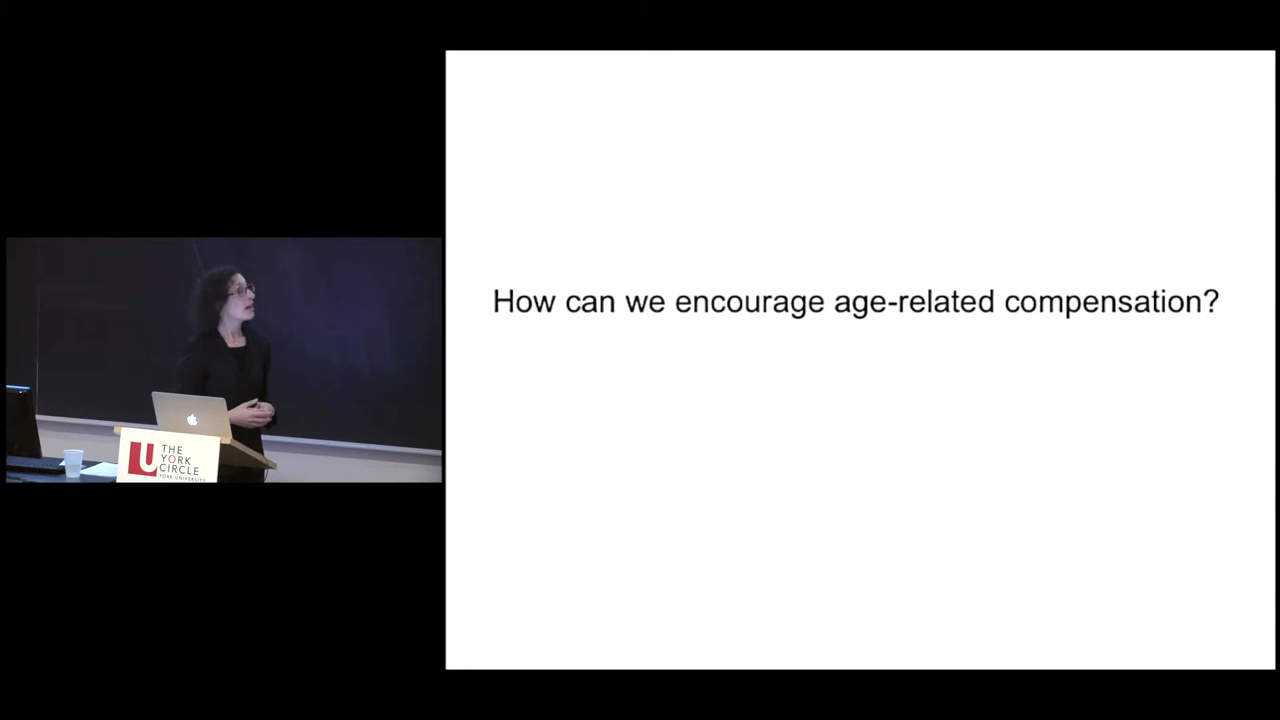 How can we encourage age-related compensation?
U
THE
YORK
CIRCLE
YORK UNIVERSITY